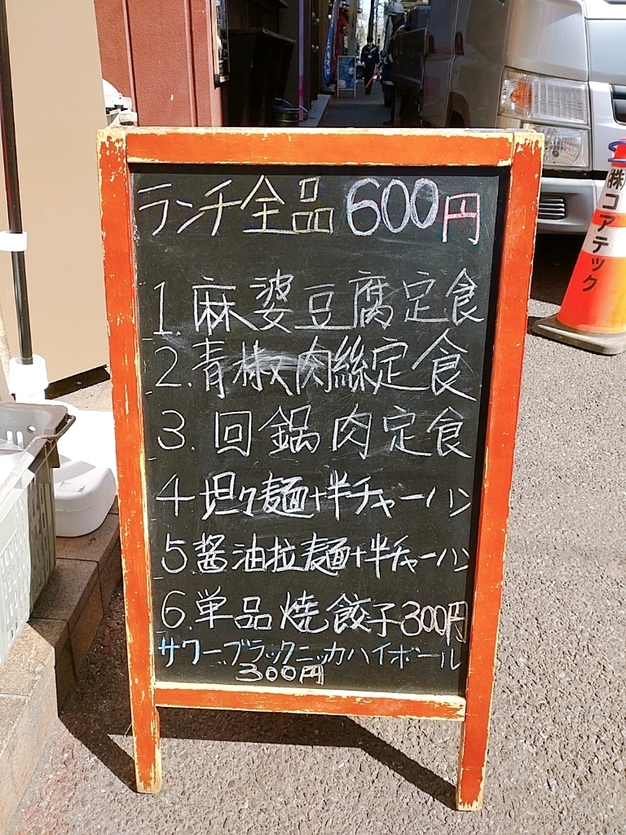 ランチ全品600円
1.麻婆豆腐定食
2.青椒肉絲定食
3.回鍋肉定食
4.坦々麺+半チャーハン
5.醤油拉麺+半チャーハン
6.単品焼餃子300円
サワーブラックニッカハイボール
300円
㈱コアテック